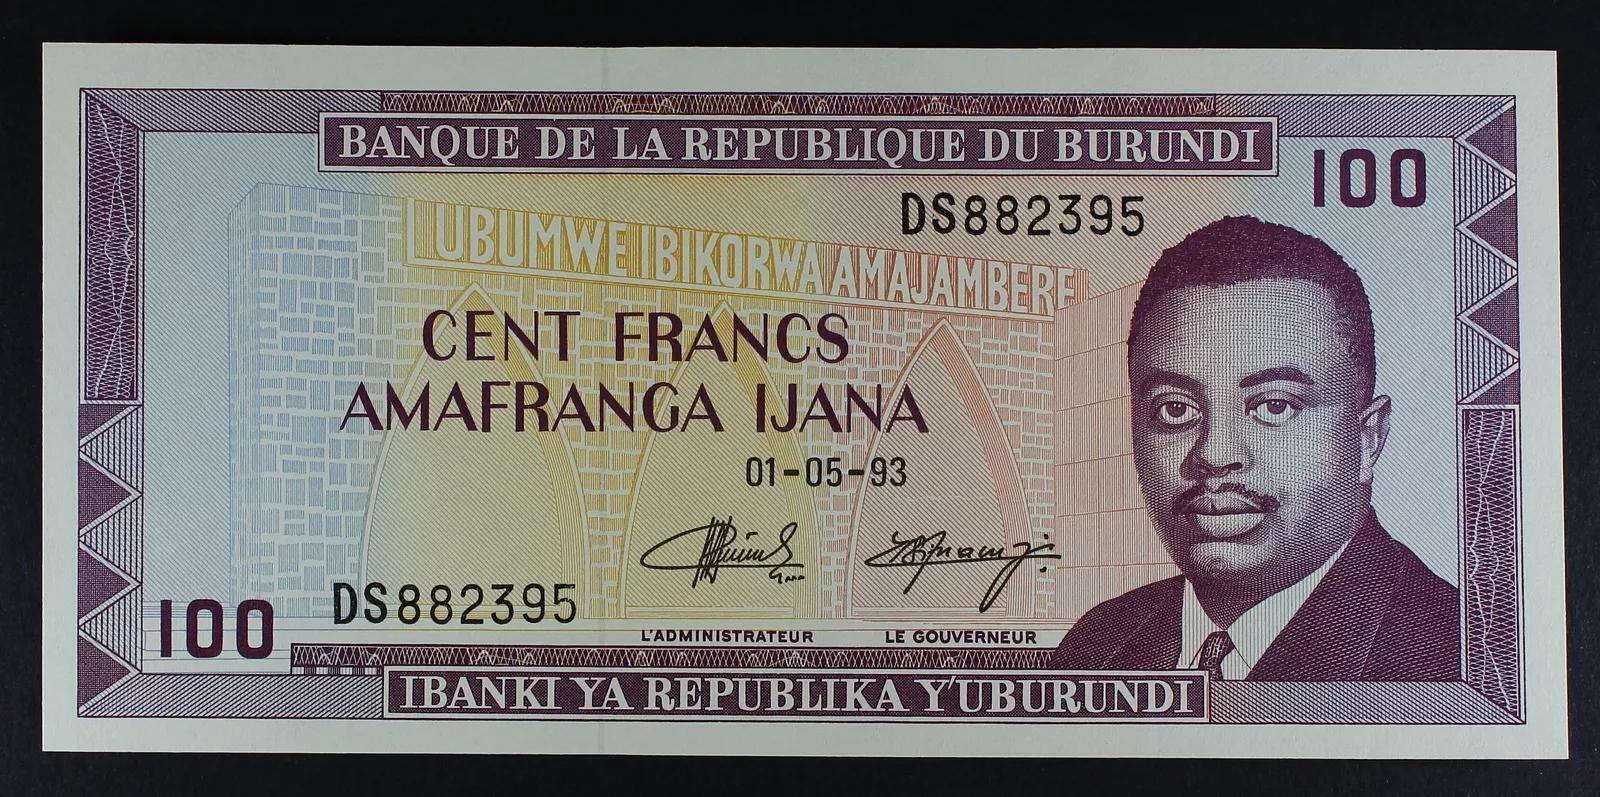 BANQUE DE LA REPUBLIQUE DU BURUNDI
100
DS882395
UBUMWE IBIKORWA AMAJAMBERE
CENT FRANCS
AMAFRANGA IJANA
01-05-93
DS882395
100
L'ADMINISTRATEUR
LE GOUVERNEUR
IBANKI YA REPUBLIKA Y'UBURUNDI